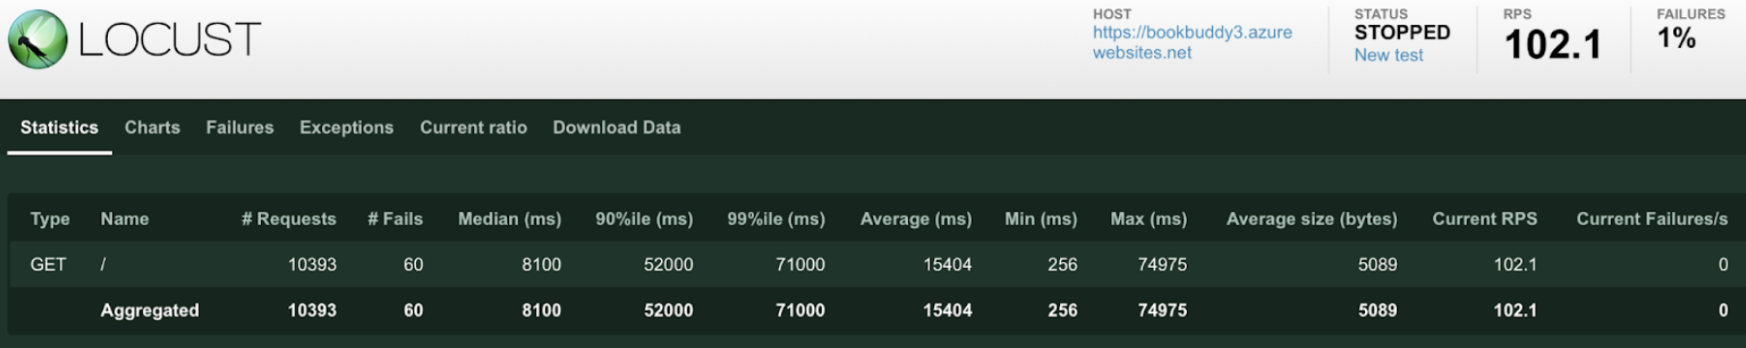 LOCUST
HOST
https://bookbuddy3.azure
websites.net
STATUS
STOPPED
New test
RPS
102.1
FAILURES
1%
Statistics Charts Failures Exceptions Current ratio Download Data
Type Name # Requests # Fails Median (ms) 90%ile (ms) 99%ile (ms) Average (ms) Min (ms) Max (ms) Average size (bytes) Current RPS Current Failures/s
GET / 10393 60 8100 52000 71000 15404 256 74975 5089 102.1 0
Aggregated 10393 60 8100 52000 71000 15404 256 74975 5089 102.1 0